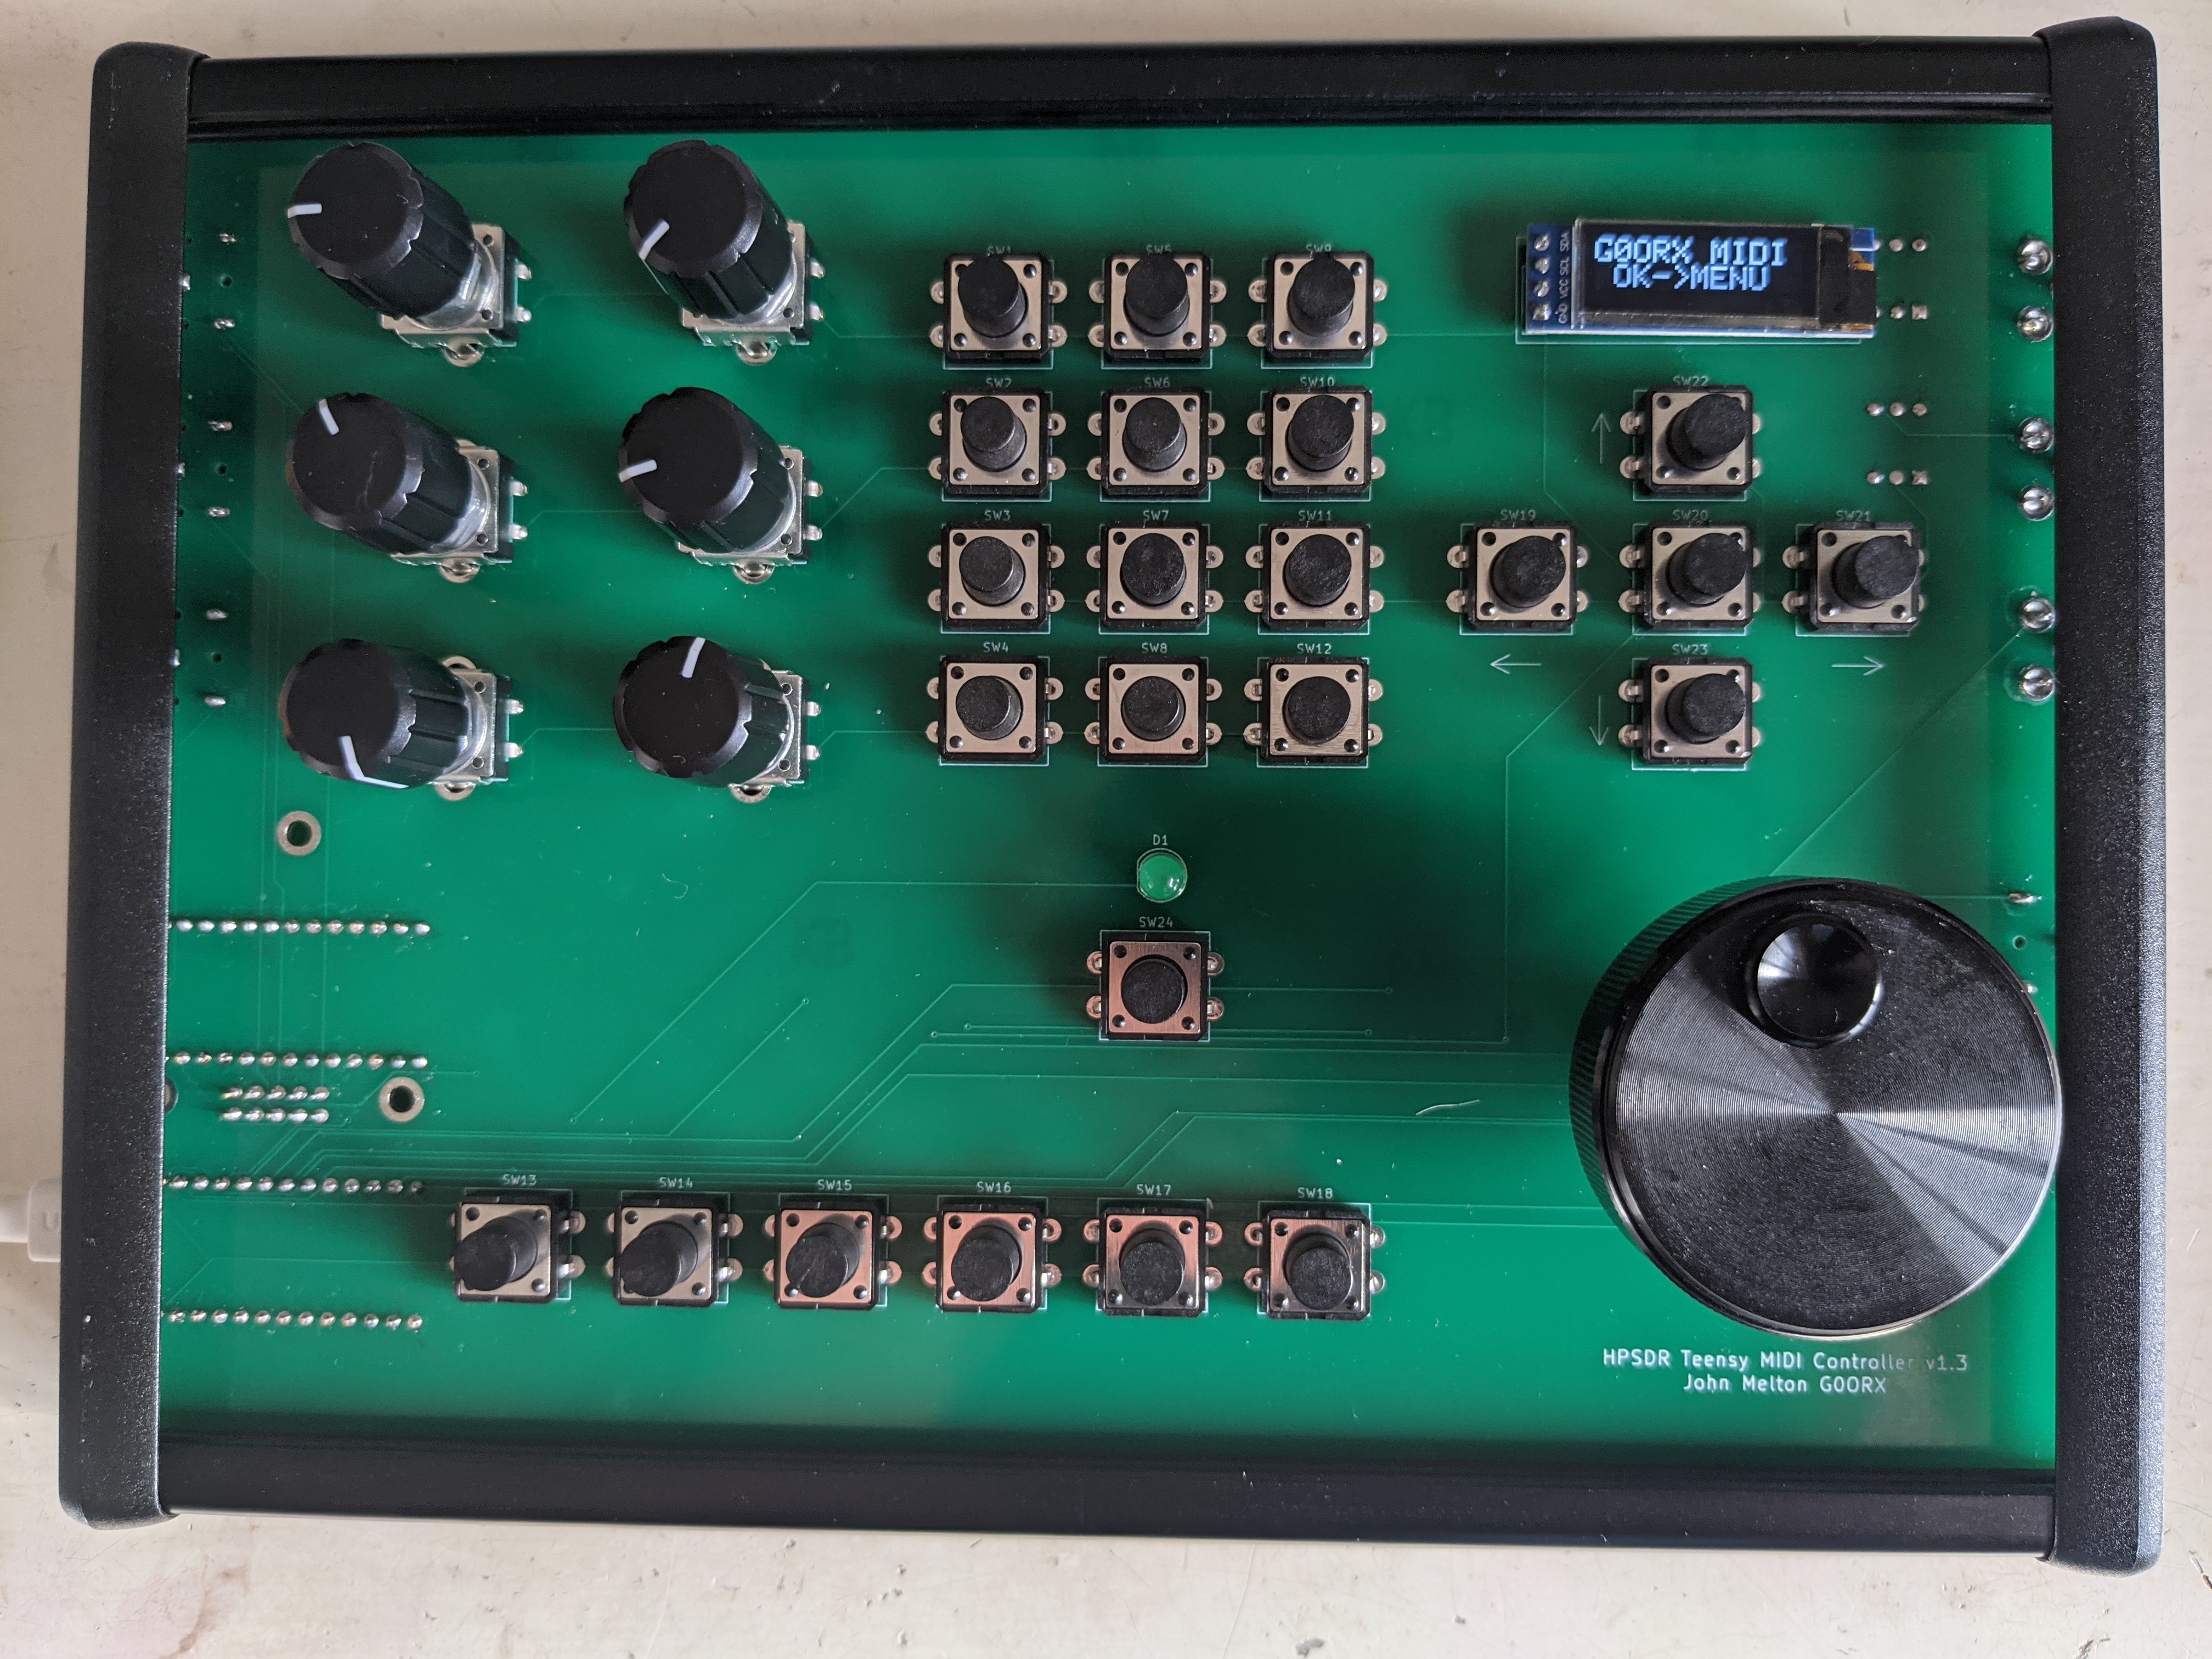 SW1 SW5 SW9
G0ORX MIDI
OK->MENU
GND VCC SCL SDA
SW2 SW6 SW10 SW22
SW3 SW7 SW11 SW19 SW20 SW21
SW4 SW8 SW12 SW23
D1
SW24
SW13 SW14 SW15 SW16 SW17 SW18
HPSDR Teensy MIDI Controller v1.3
John Melton G0ORX